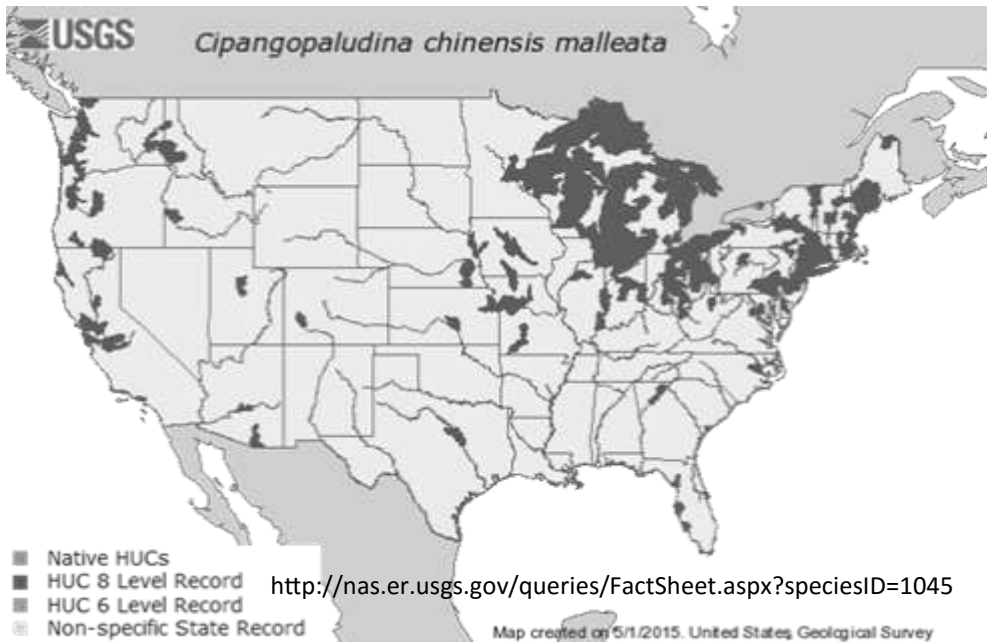 USGS
Cipangopaludina chinensis malleata
Native HUCs
HUC 8 Level Record
HUC 6 Level Record
Non-specific State Record
http://nas.er.usgs.gov/queries/FactSheet.aspx?speciesID=1045
Map created on 5/1/2015. United States Geological Survey